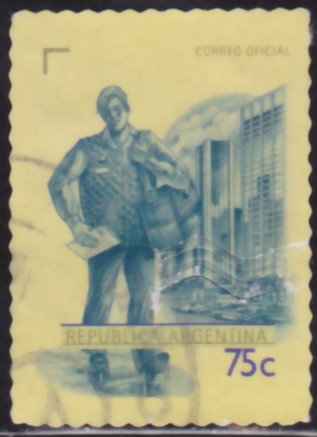 CORREO OFICIAL
REPUBLICA ARGENTINA
75c